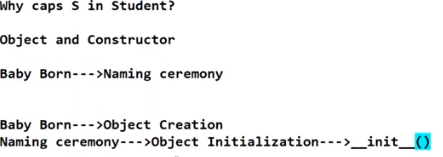 Why caps S in Student?
Object and Constructor
Baby Born--->Naming ceremony
Baby Born--->Object Creation
Naming ceremony--->Object Initialization--->__init__()